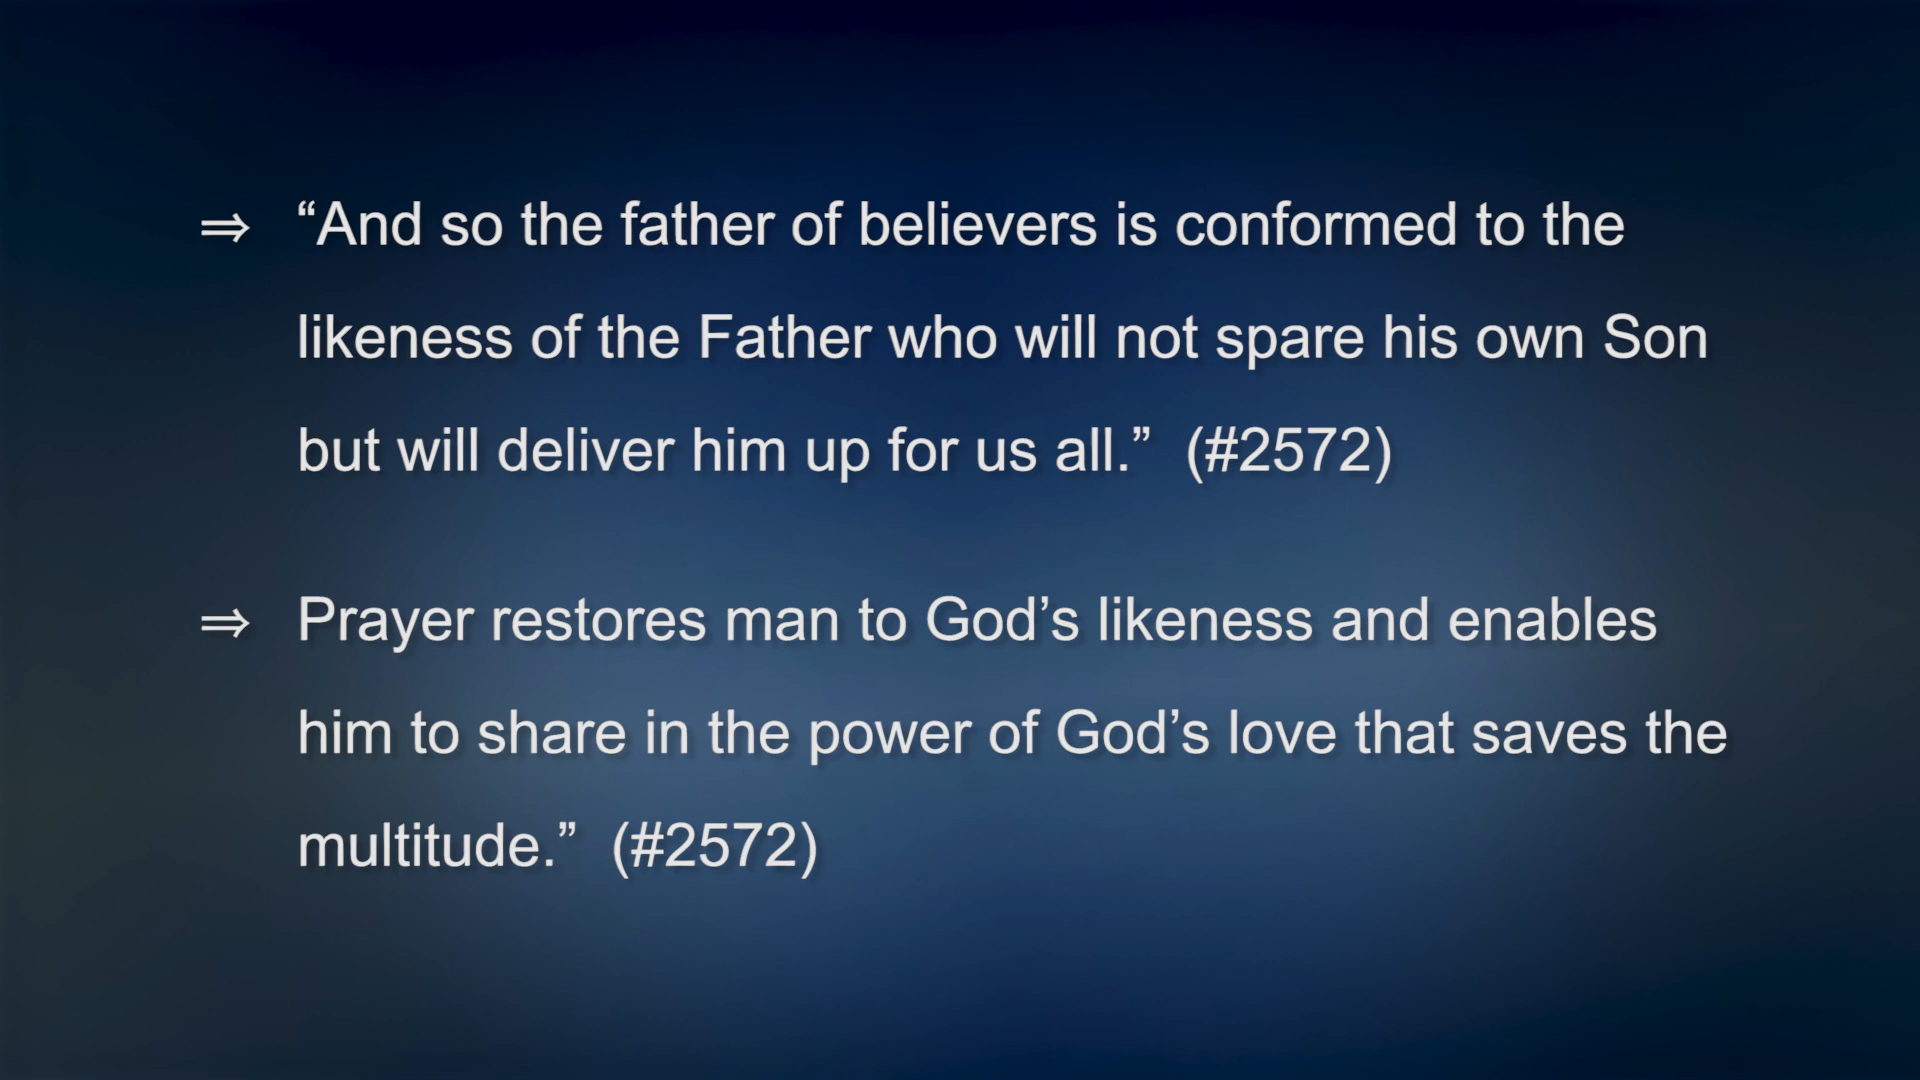 ⇒ “And so the father of believers is conformed to the
likeness of the Father who will not spare his own Son
but will deliver him up for us all.” (#2572)
⇒ Prayer restores man to God’s likeness and enables
him to share in the power of God’s love that saves the
multitude.” (#2572)